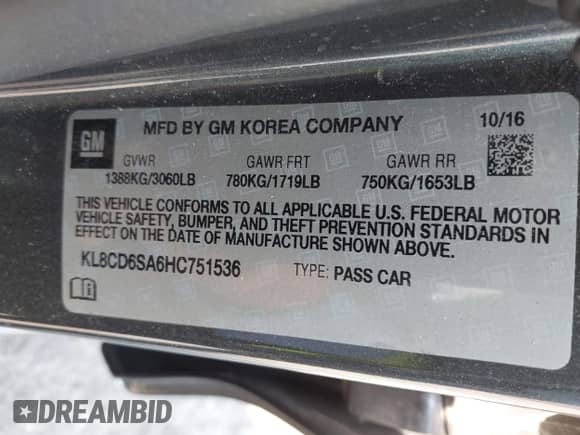 GM
MFD BY GM KOREA COMPANY
10/16
GVWR GAWR FRT GAWR RR
1388KG/3060LB 780KG/1719LB 750KG/1653LB
THIS VEHICLE CONFORMS TO ALL APPLICABLE U.S. FEDERAL MOTOR
VEHICLE SAFETY, BUMPER, AND THEFT PREVENTION STANDARDS IN
EFFECT ON THE DATE OF MANUFACTURE SHOWN ABOVE.
KL8CD6SA6HC751536 TYPE: PASS CAR
DREAMBID